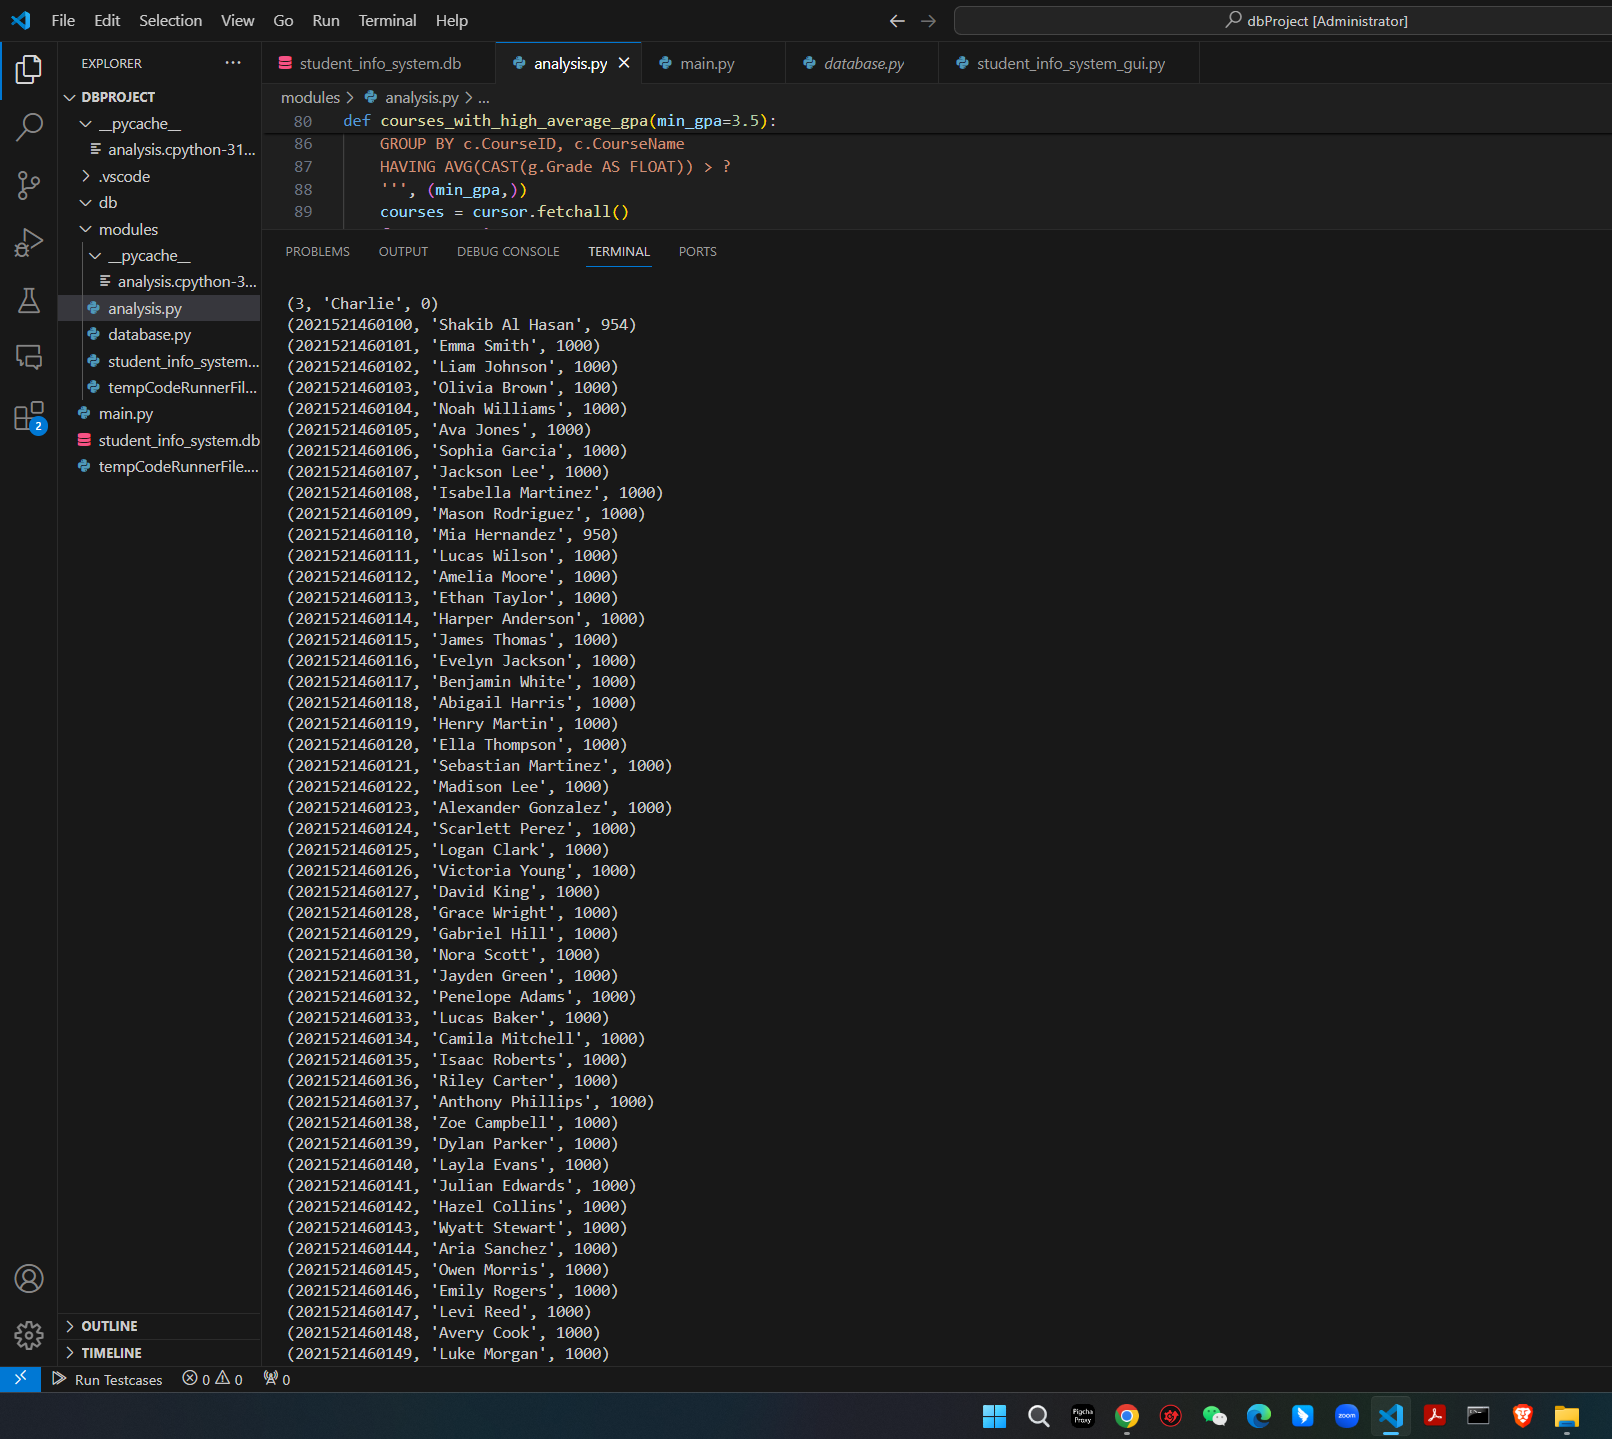 File Edit Selection View Go Run Terminal Help
dbProject [Administrator]
EXPLORER
DBPROJECT
__pycache__
analysis.cpython-31...
.vscode
db
modules
__pycache__
analysis.cpython-3...
analysis.py
database.py
student_info_system...
tempCodeRunnerFil...
main.py
student_info_system.db
tempCodeRunnerFile....
OUTLINE
TIMELINE
student_info_system.db analysis.py main.py database.py student_info_system_gui.py
modules > analysis.py > ...
80 def courses_with_high_average_gpa(min_gpa=3.5):
86 GROUP BY c.CourseID, c.CourseName
87 HAVING AVG(CAST(g.Grade AS FLOAT)) > ?
88 ''', (min_gpa,))
89 courses = cursor.fetchall()
PROBLEMS OUTPUT DEBUG CONSOLE TERMINAL PORTS
(3, 'Charlie', 0)
(2021521460100, 'Shakib Al Hasan', 954)
(2021521460101, 'Emma Smith', 1000)
(2021521460102, 'Liam Johnson', 1000)
(2021521460103, 'Olivia Brown', 1000)
(2021521460104, 'Noah Williams', 1000)
(2021521460105, 'Ava Jones', 1000)
(2021521460106, 'Sophia Garcia', 1000)
(2021521460107, 'Jackson Lee', 1000)
(2021521460108, 'Isabella Martinez', 1000)
(2021521460109, 'Mason Rodriguez', 1000)
(2021521460110, 'Mia Hernandez', 950)
(2021521460111, 'Lucas Wilson', 1000)
(2021521460112, 'Amelia Moore', 1000)
(2021521460113, 'Ethan Taylor', 1000)
(2021521460114, 'Harper Anderson', 1000)
(2021521460115, 'James Thomas', 1000)
(2021521460116, 'Evelyn Jackson', 1000)
(2021521460117, 'Benjamin White', 1000)
(2021521460118, 'Abigail Harris', 1000)
(2021521460119, 'Henry Martin', 1000)
(2021521460120, 'Ella Thompson', 1000)
(2021521460121, 'Sebastian Martinez', 1000)
(2021521460122, 'Madison Lee', 1000)
(2021521460123, 'Alexander Gonzalez', 1000)
(2021521460124, 'Scarlett Perez', 1000)
(2021521460125, 'Logan Clark', 1000)
(2021521460126, 'Victoria Young', 1000)
(2021521460127, 'David King', 1000)
(2021521460128, 'Grace Wright', 1000)
(2021521460129, 'Gabriel Hill', 1000)
(2021521460130, 'Nora Scott', 1000)
(2021521460131, 'Jayden Green', 1000)
(2021521460132, 'Penelope Adams', 1000)
(2021521460133, 'Lucas Baker', 1000)
(2021521460134, 'Camila Mitchell', 1000)
(2021521460135, 'Isaac Roberts', 1000)
(2021521460136, 'Riley Carter', 1000)
(2021521460137, 'Anthony Phillips', 1000)
(2021521460138, 'Zoe Campbell', 1000)
(2021521460139, 'Dylan Parker', 1000)
(2021521460140, 'Layla Evans', 1000)
(2021521460141, 'Julian Edwards', 1000)
(2021521460142, 'Hazel Collins', 1000)
(2021521460143, 'Wyatt Stewart', 1000)
(2021521460144, 'Aria Sanchez', 1000)
(2021521460145, 'Owen Morris', 1000)
(2021521460146, 'Emily Rogers', 1000)
(2021521460147, 'Levi Reed', 1000)
(2021521460148, 'Avery Cook', 1000)
(2021521460149, 'Luke Morgan', 1000)
2
Run Testcases 0 0 0
Figcha Proxy
zoom